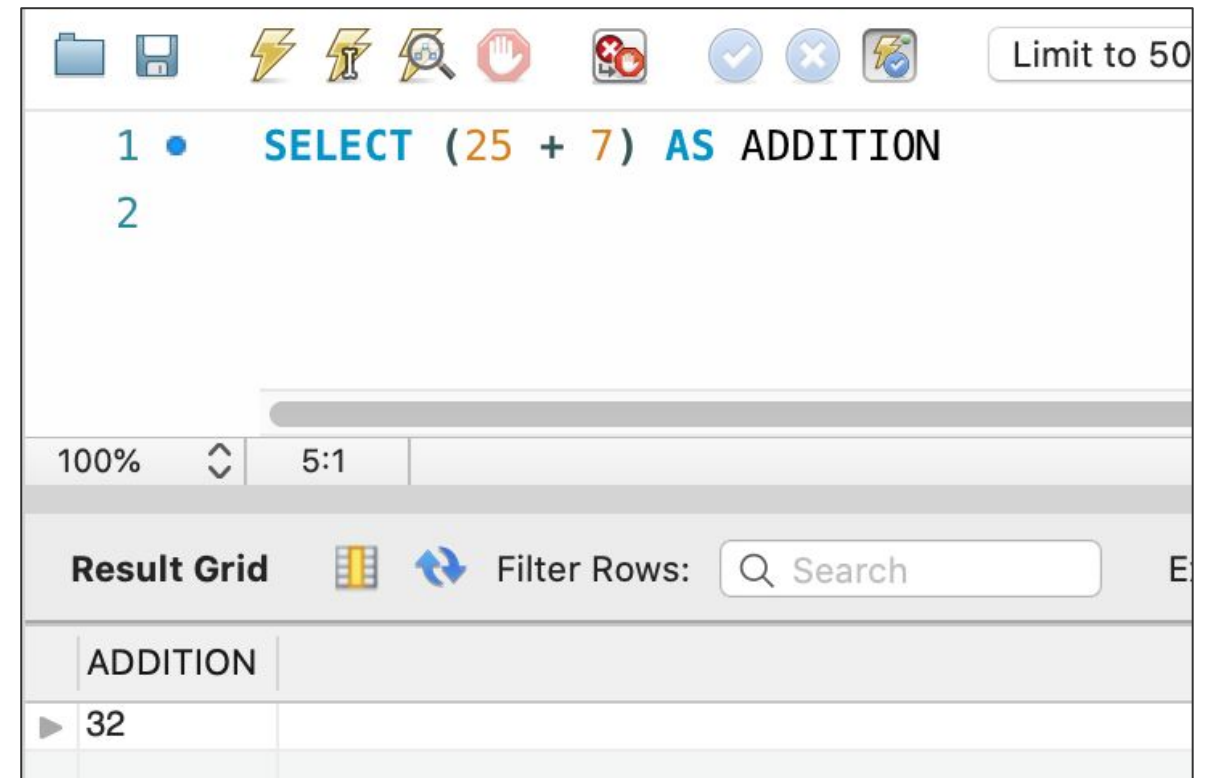 Limit to 50
1 SELECT (25 + 7) AS ADDITION
2
100% 5:1
Result Grid Filter Rows: Search
ADDITION
32